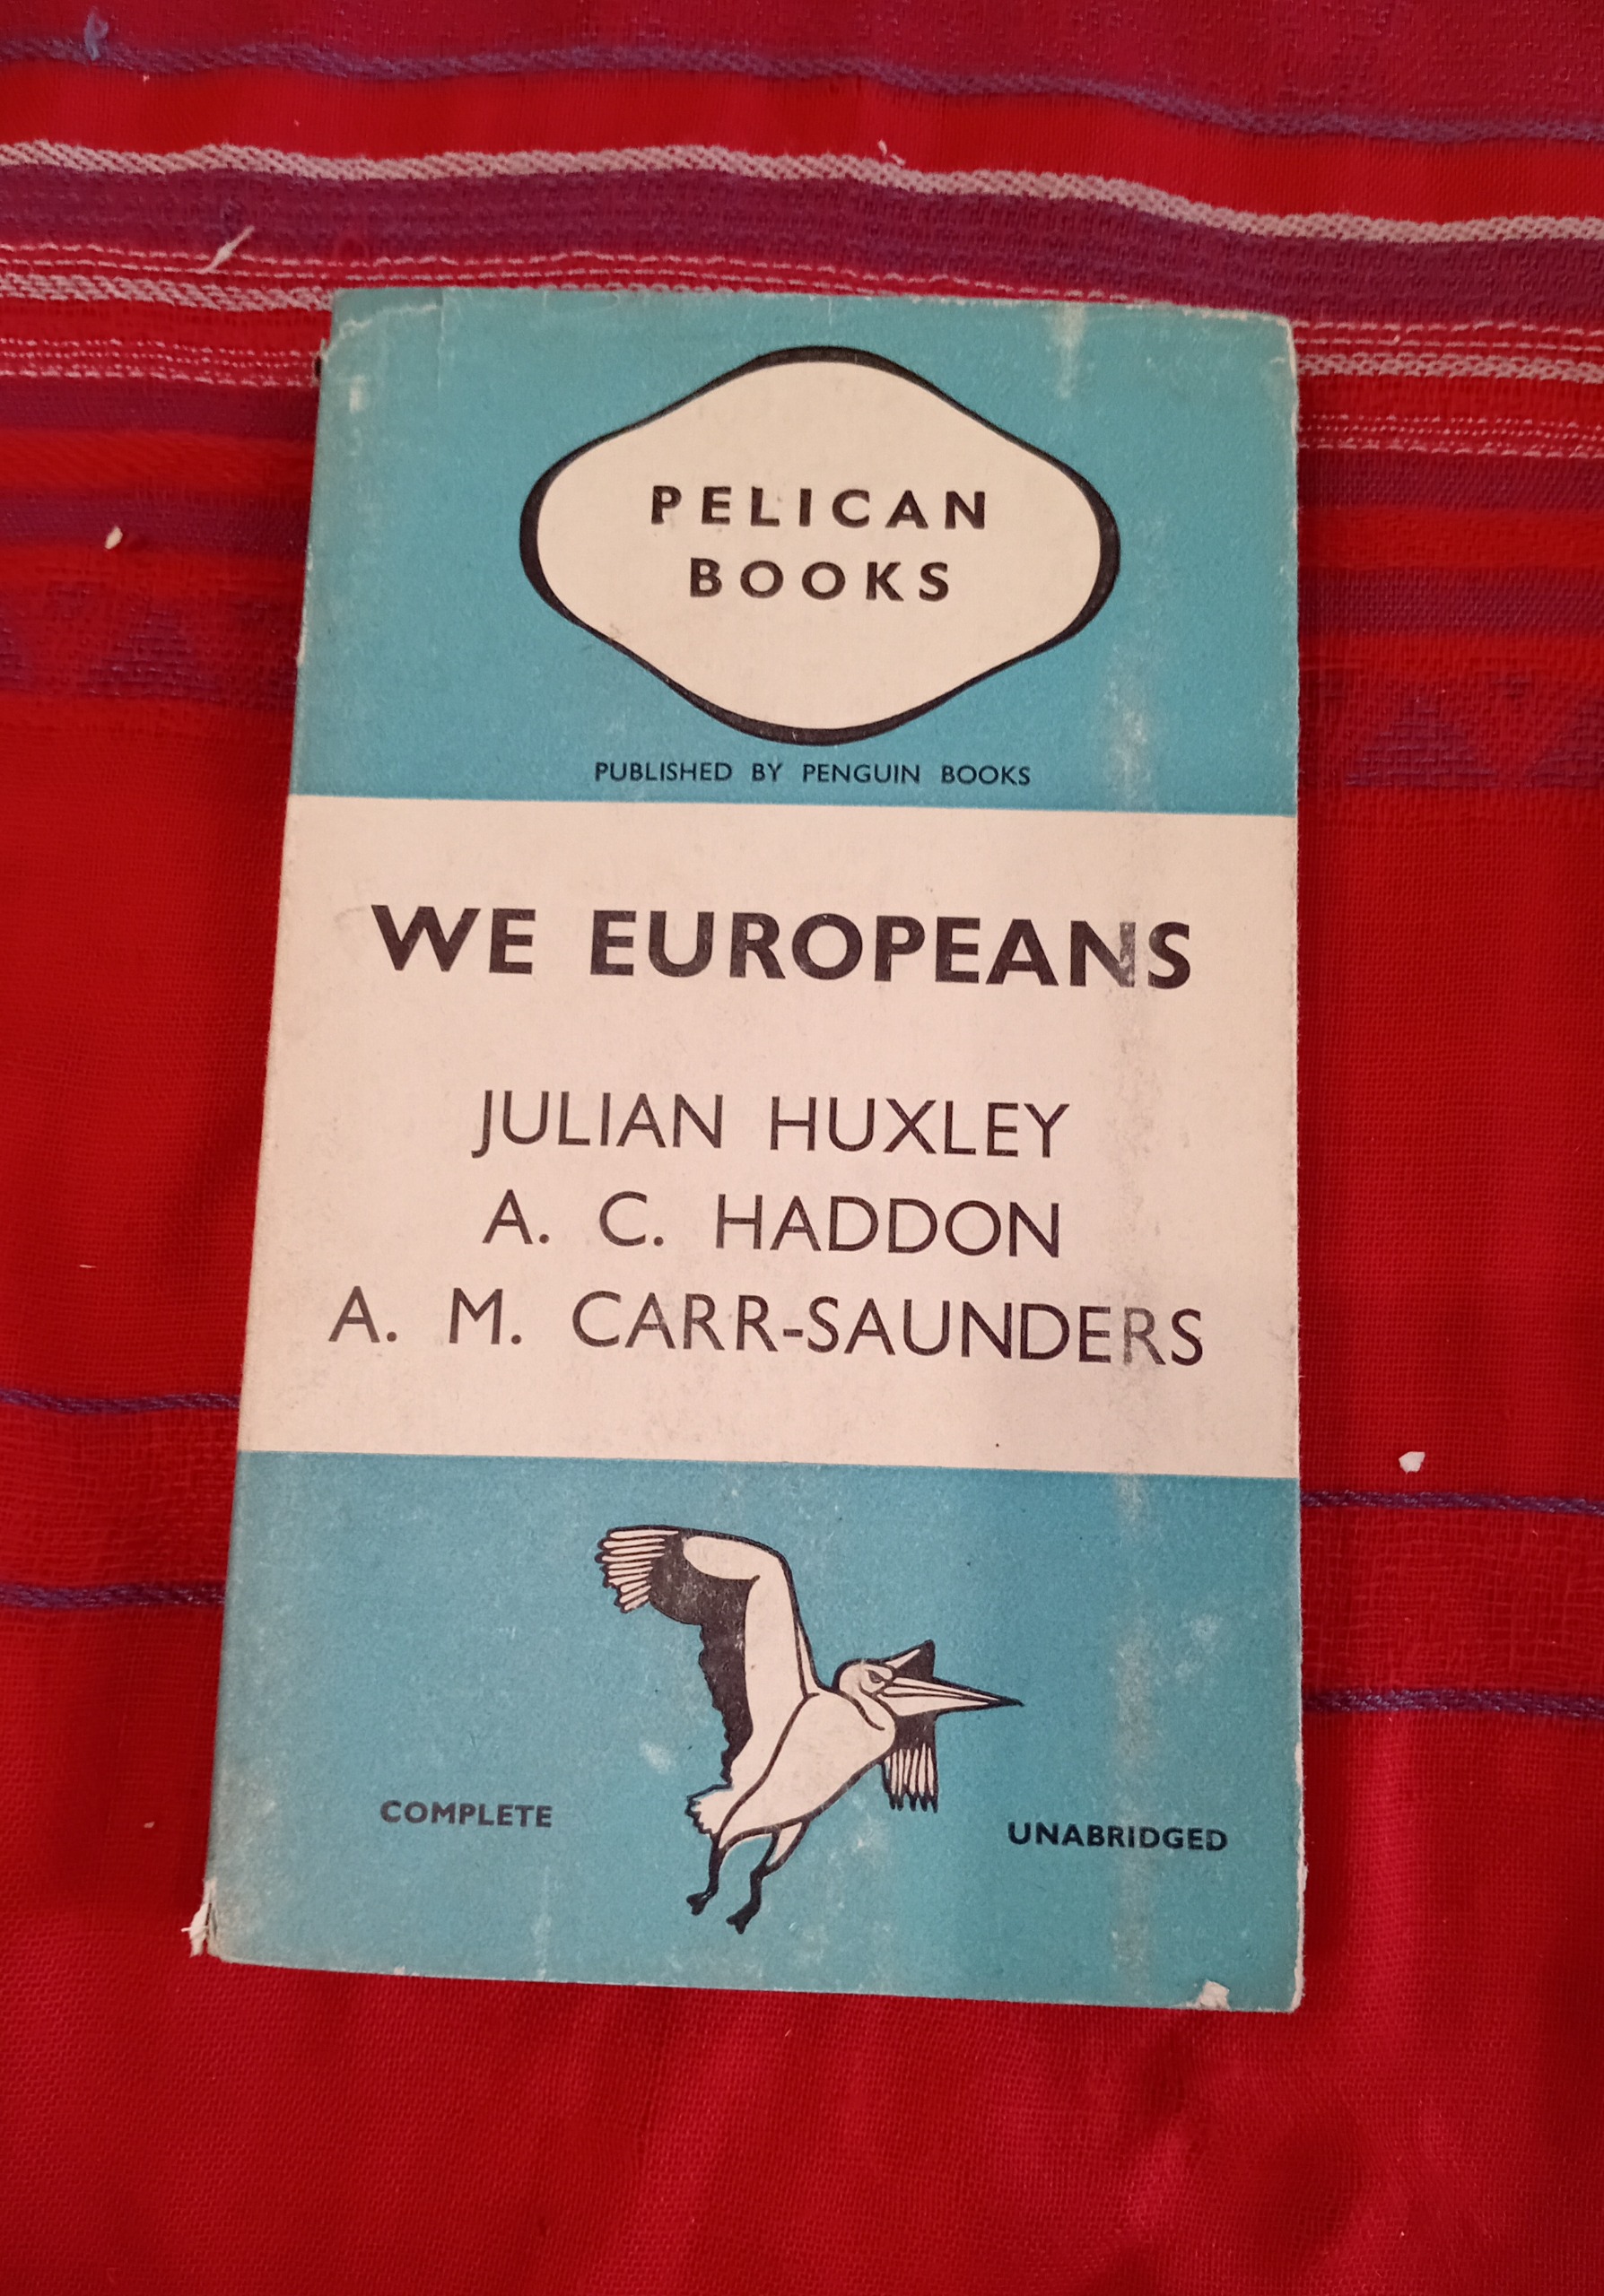 PELICAN
BOOKS
PUBLISHED BY PENGUIN BOOKS
WE EUROPEANS
JULIAN HUXLEY
A. C. HADDON
A. M. CARR-SAUNDERS
COMPLETE
UNABRIDGED